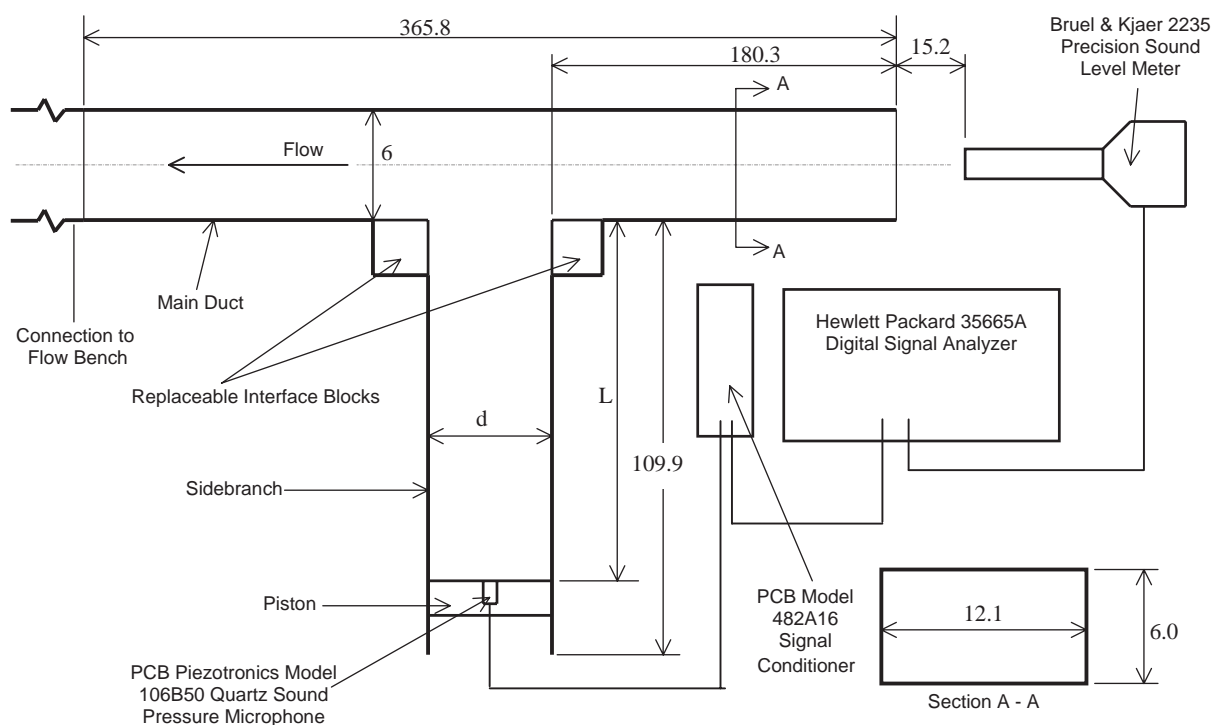 365.8
180.3
15.2
Bruel & Kjaer 2235
Precision Sound
Level Meter
A
Flow
6
A
Main Duct
Connection to
Flow Bench
Replaceable Interface Blocks
Hewlett Packard 35665A
Digital Signal Analyzer
L
d
109.9
Sidebranch
Piston
PCB Model
482A16
Signal
Conditioner
12.1
6.0
Section A - A
PCB Piezotronics Model
106B50 Quartz Sound
Pressure Microphone